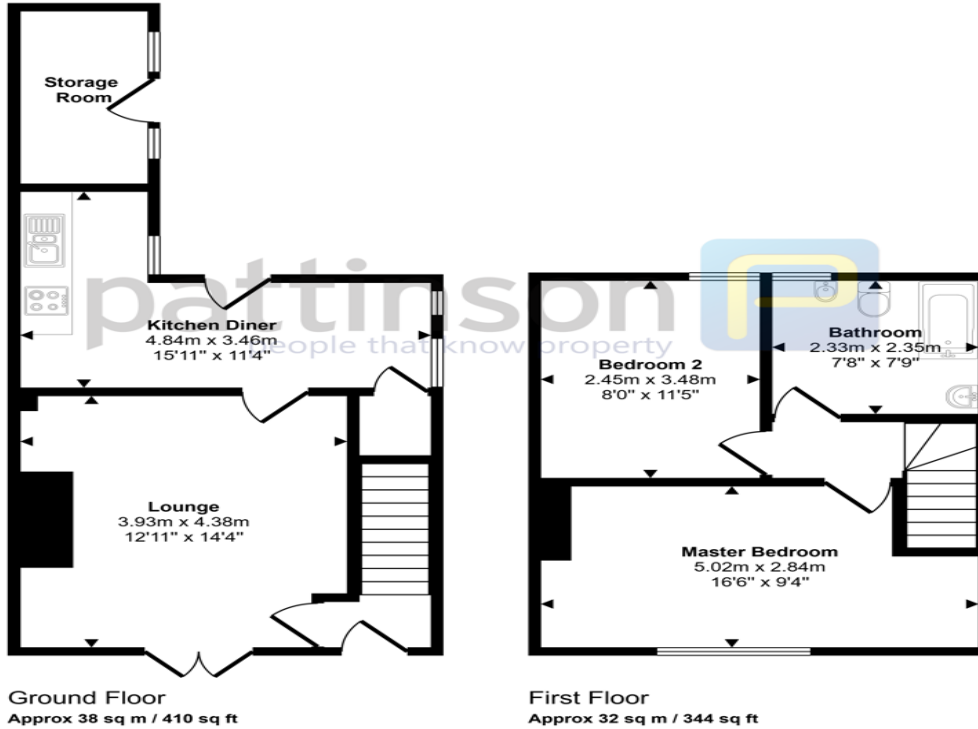 Storage
Room
pattinson
people that know property
Kitchen Diner
4.84m x 3.46m
15'11" x 11'4"
Lounge
3.93m x 4.38m
12'11" x 14'4"
Bedroom 2
2.45m x 3.48m
8'0" x 11'5"
Bathroom
2.33m x 2.35m
7'8" x 7'9"
Master Bedroom
5.02m x 2.84m
16'6" x 9'4"
Ground Floor
Approx 38 sq m / 410 sq ft
First Floor
Approx 32 sq m / 344 sq ft